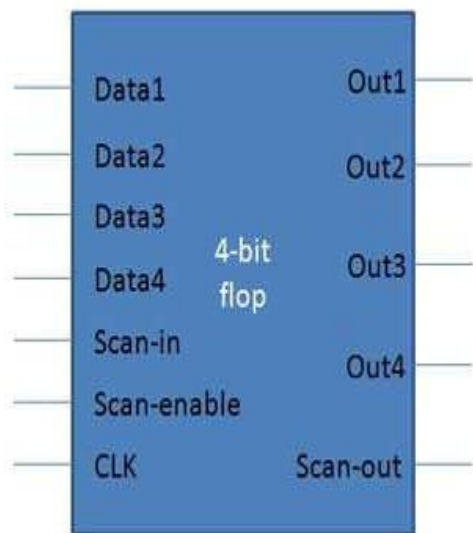 Data1
Data2
Data3
Data4
Scan-in
Scan-enable
CLK
4-bit
flop
Out1
Out2
Out3
Out4
Scan-out